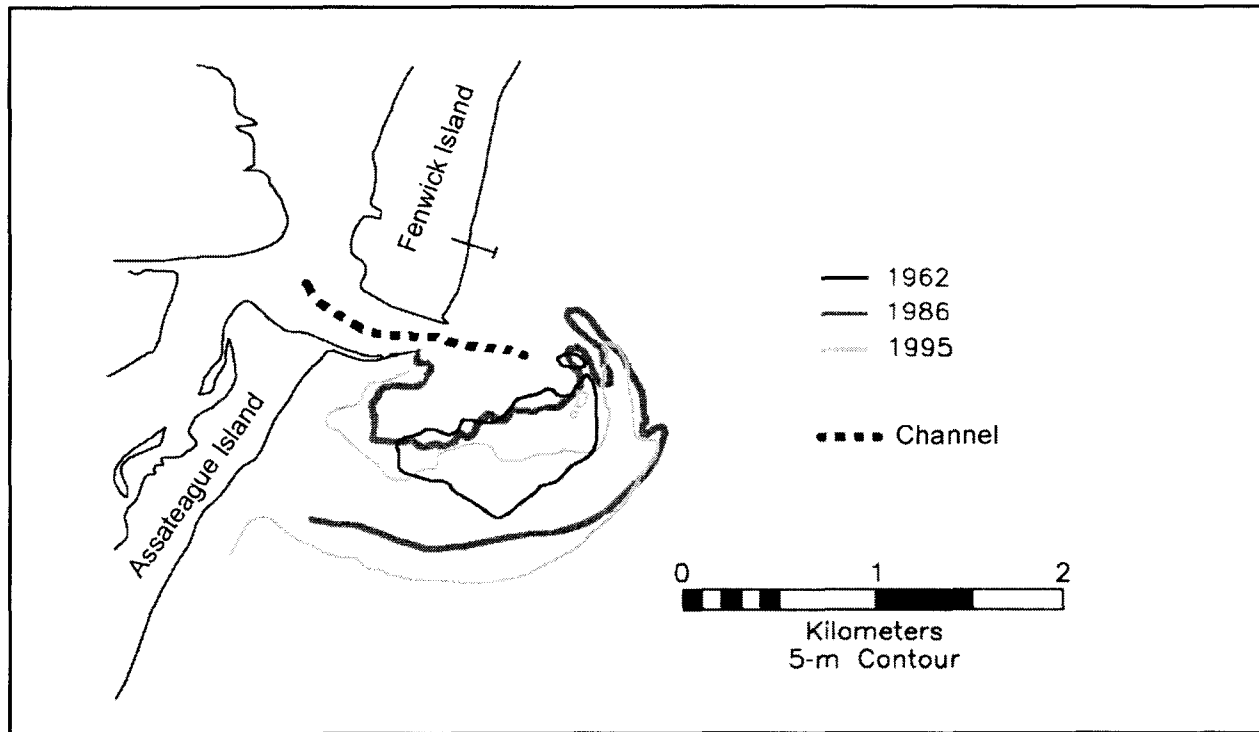 Fenwick Island
Assateague Island
1962
1986
1995
Channel
0 1 2
Kilometers
5-m Contour